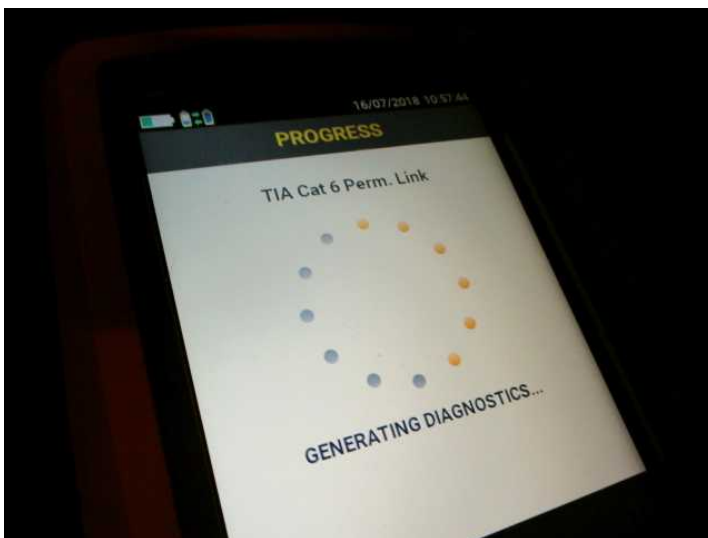 16/07/2018 10:57:44
PROGRESS
TIA Cat 6 Perm. Link
GENERATING DIAGNOSTICS...